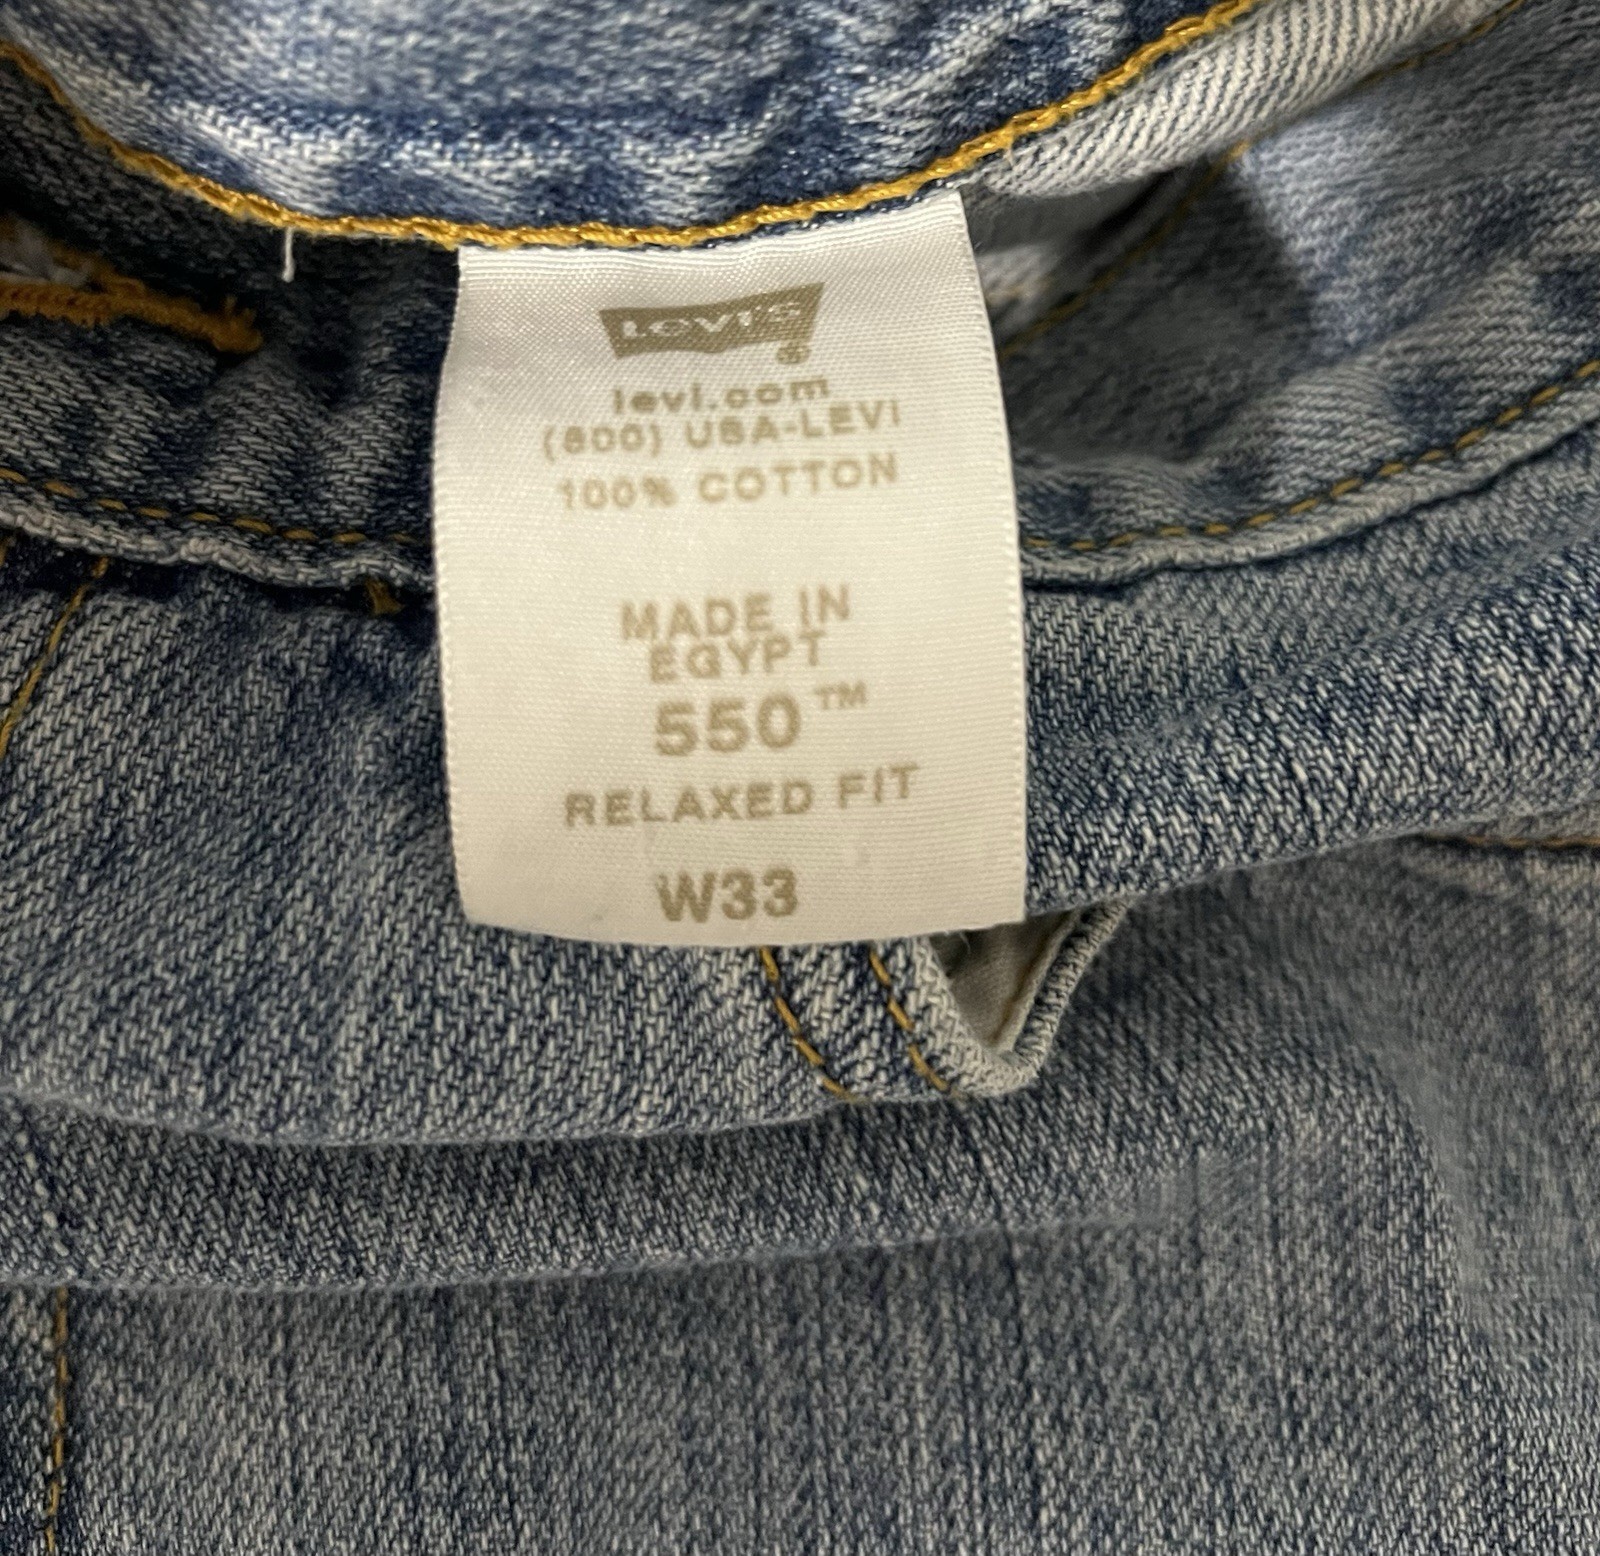 Levi's
®
levi.com
(800) USA-LEVI
100% COTTON
MADE IN
EGYPT
550™
RELAXED FIT
W33